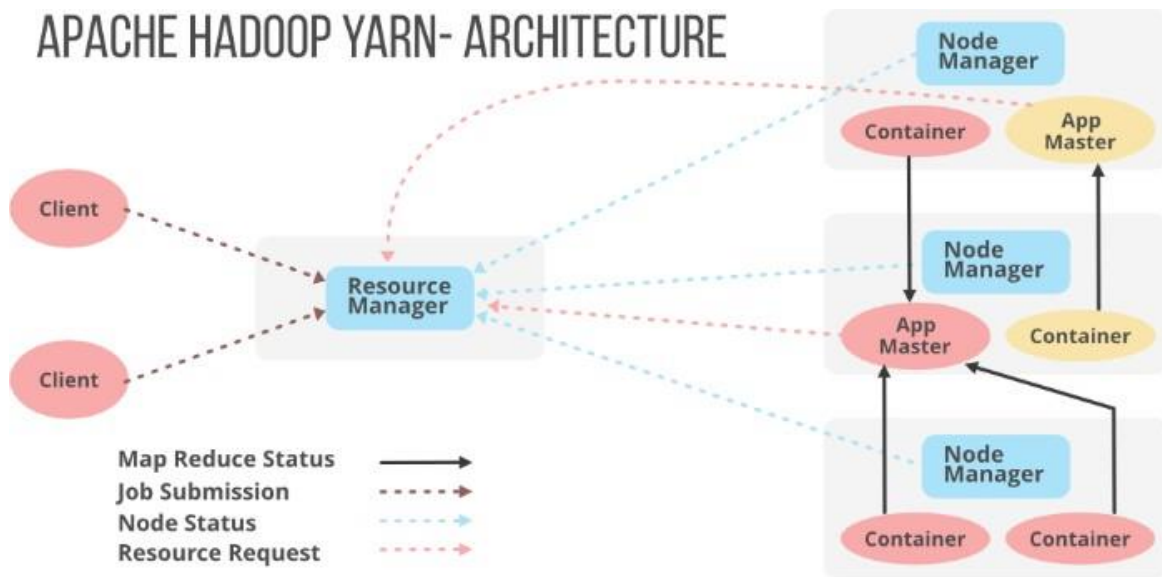 APACHE HADOOP YARN- ARCHITECTURE
Node
Manager
Container
App
Master
Client
Resource
Manager
Node
Manager
App
Master
Container
Client
Node
Manager
Container
Container
Map Reduce Status
Job Submission
Node Status
Resource Request